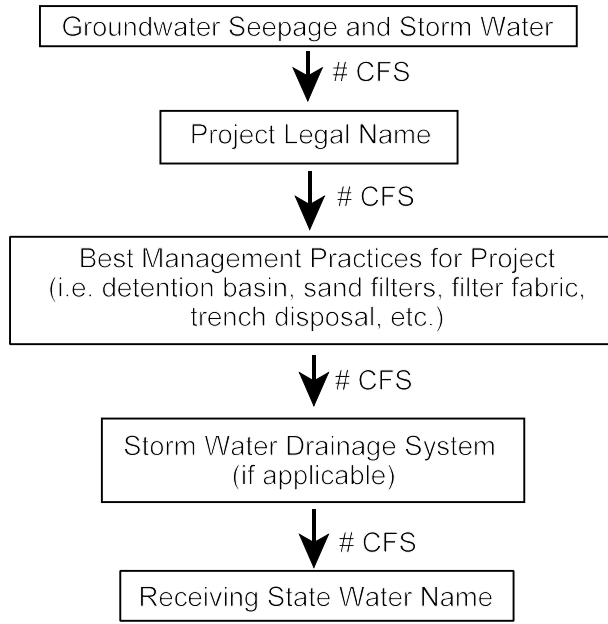 Groundwater Seepage and Storm Water
# CFS
Project Legal Name
# CFS
Best Management Practices for Project
(i.e. detention basin, sand filters, filter fabric,
trench disposal, etc.)
# CFS
Storm Water Drainage System
(if applicable)
# CFS
Receiving State Water Name